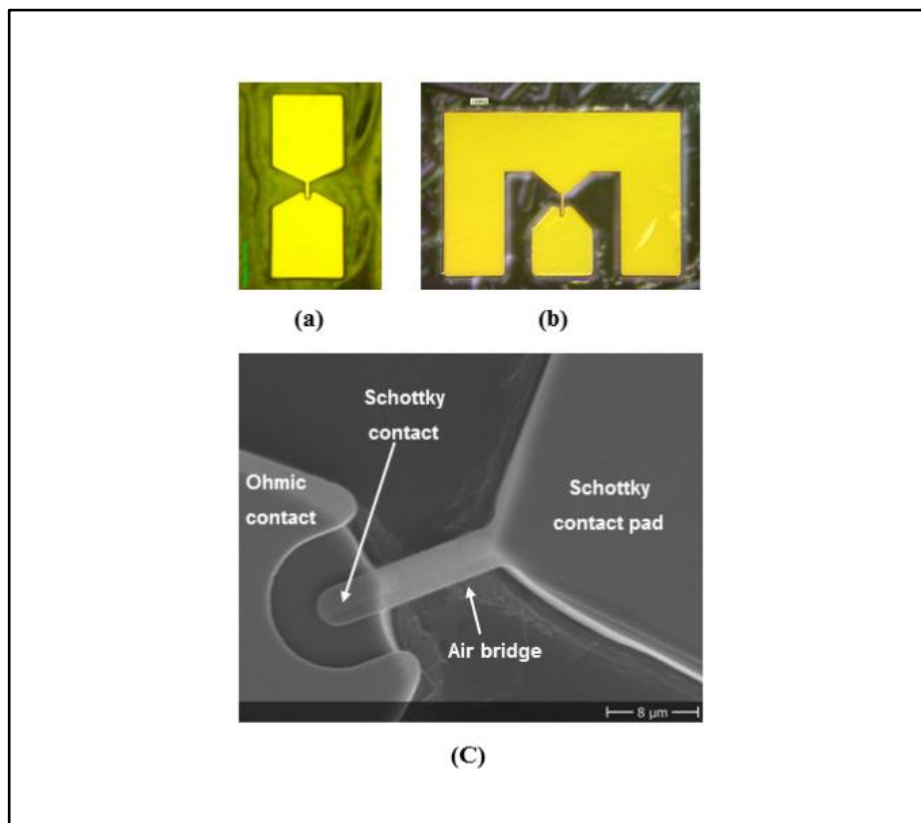 (a)
(b)
Schottky
contact
Ohmic
contact
Schottky
contact pad
Air bridge
8 µm
(C)